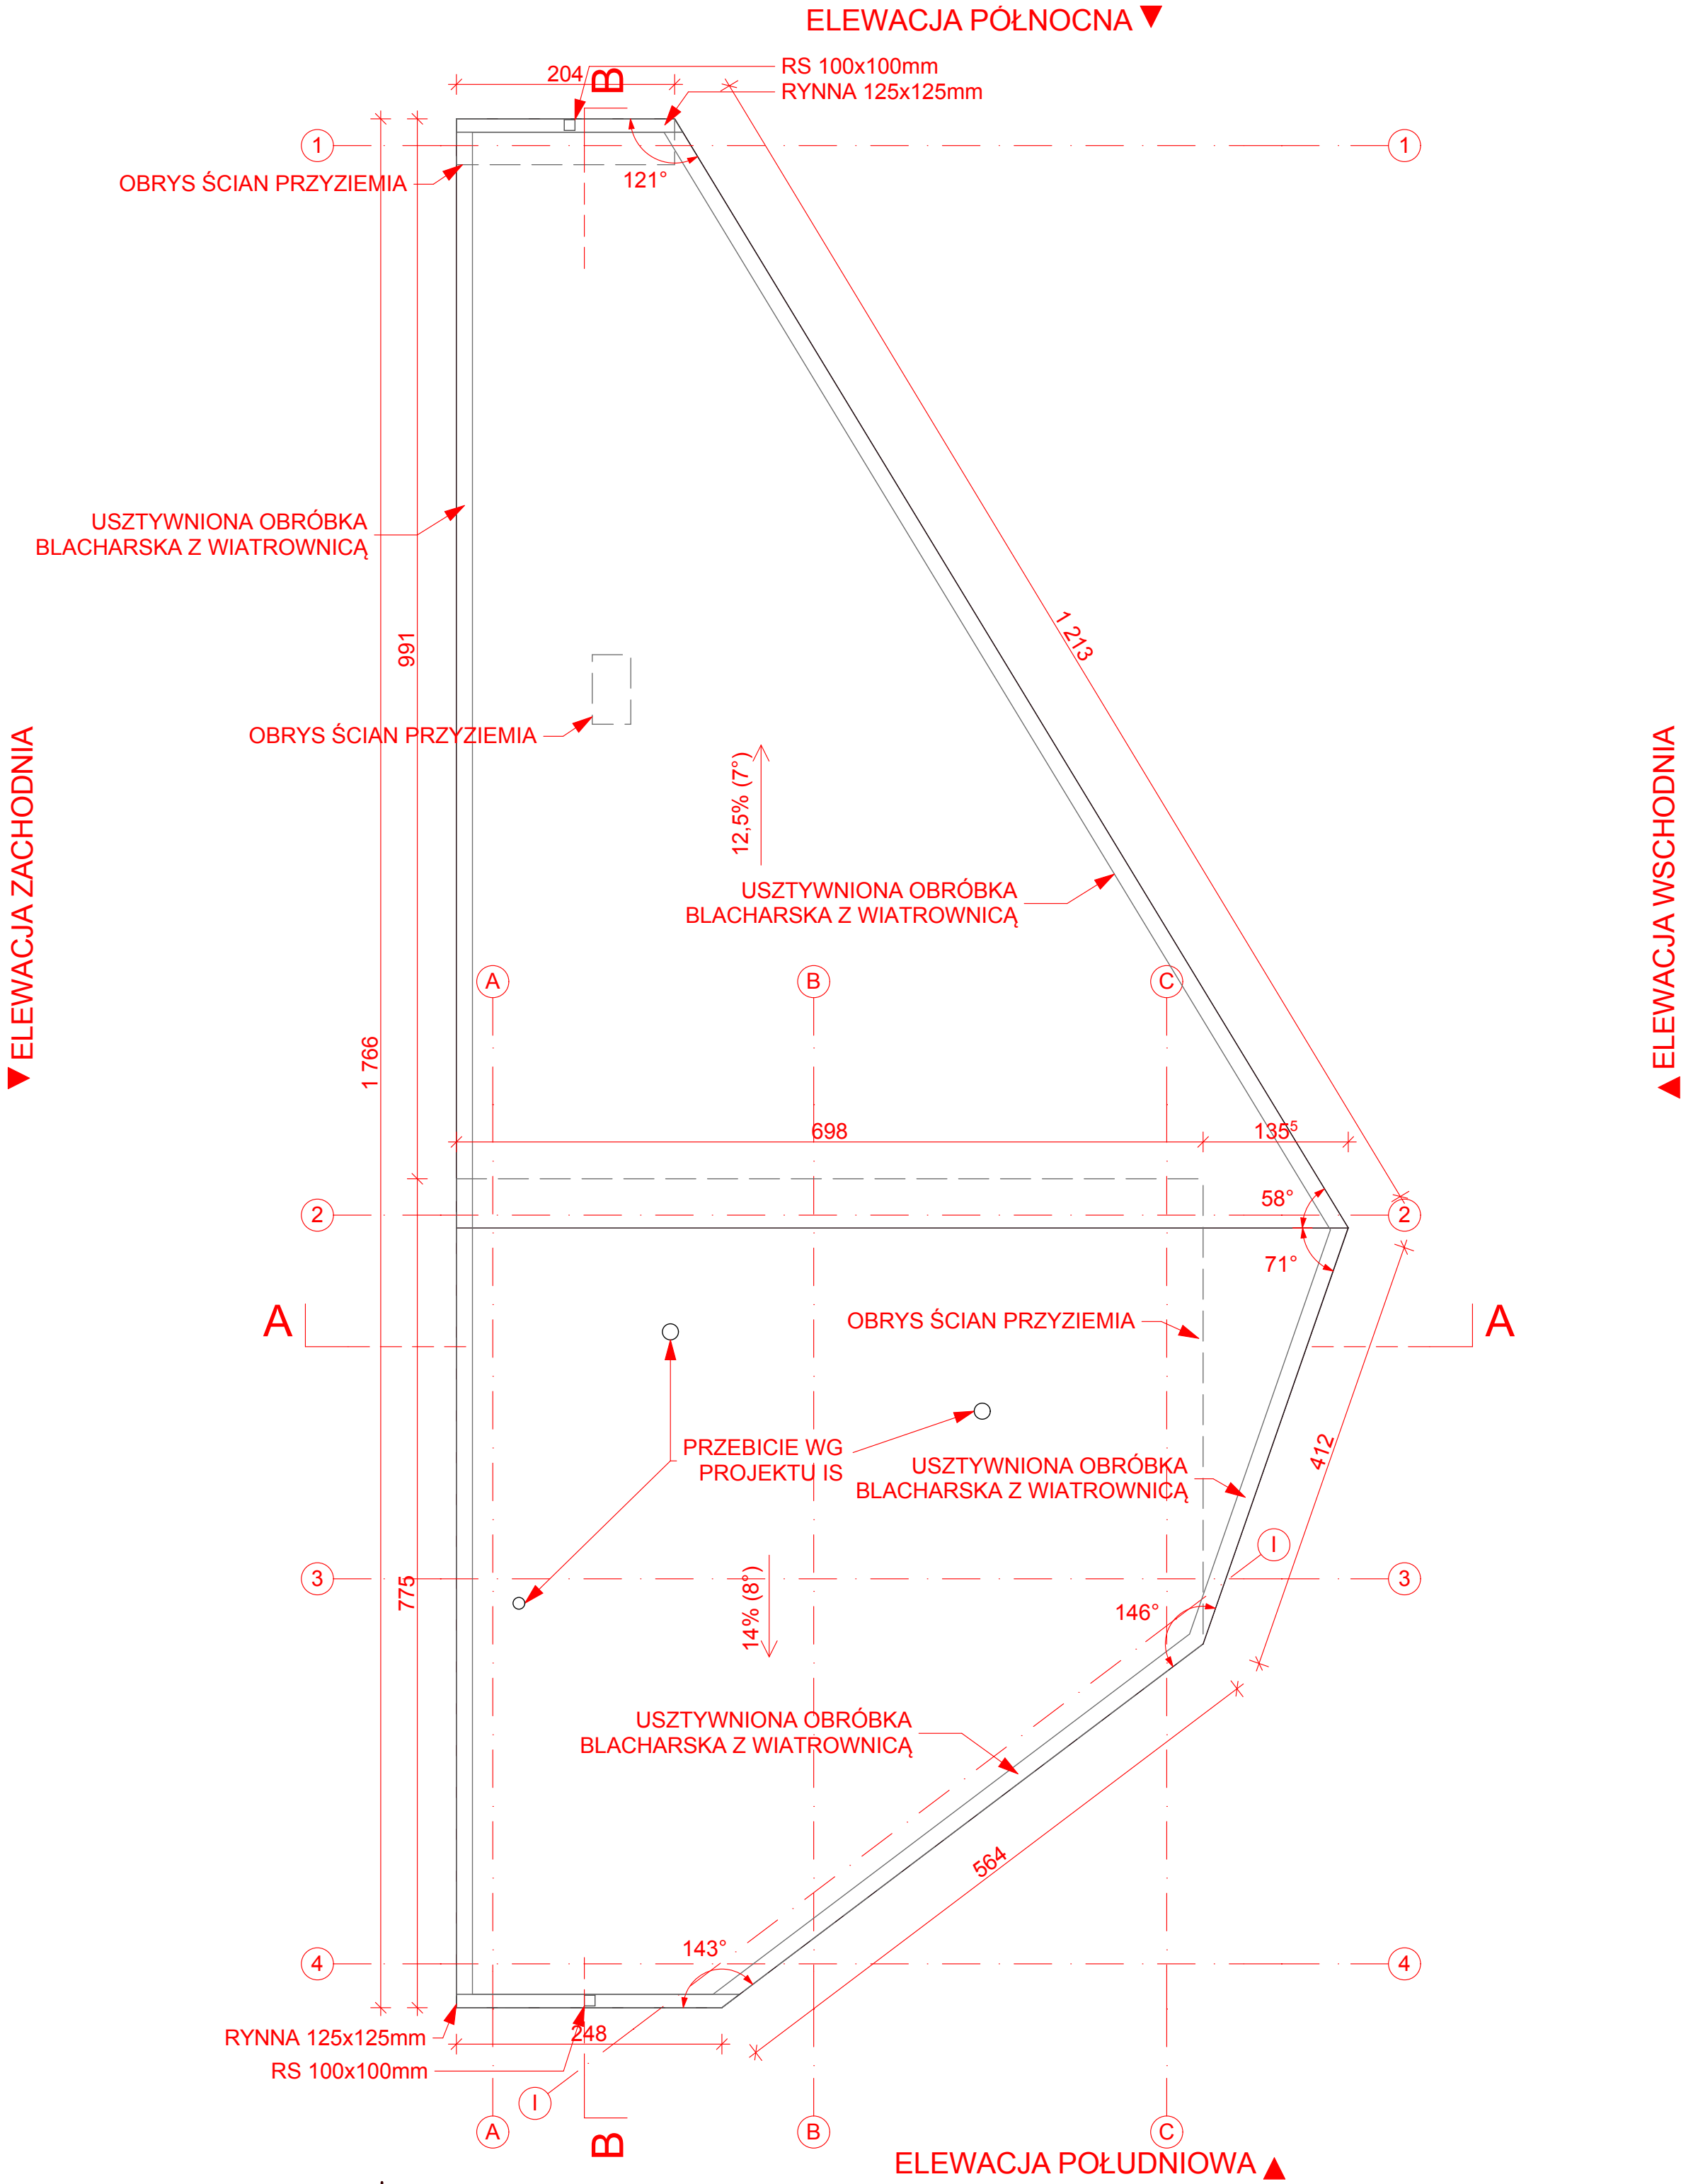 ELEWACJA PÓŁNOCNA
204
B
RS 100x100mm
RYNNA 125x125mm
1
1
OBRYS ŚCIAN PRZYZIEMIA
121°
USZTYWNIONA OBRÓBKA
BLACHARSKA Z WIATROWNICĄ
991
1 213
OBRYS ŚCIAN PRZYZIEMIA
ELEWACJA ZACHODNIA
ELEWACJA WSCHODNIA
12,5% (7°)
USZTYWNIONA OBRÓBKA
BLACHARSKA Z WIATROWNICĄ
A
B
C
1 766
698
135⁵
58°
2
2
71°
A
A
OBRYS ŚCIAN PRZYZIEMIA
PRZEBICIE WG
PROJEKTU IS
412
USZTYWNIONA OBRÓBKA
BLACHARSKA Z WIATROWNICĄ
I
3
3
775
14% (8°)
146°
USZTYWNIONA OBRÓBKA
BLACHARSKA Z WIATROWNICĄ
564
143°
4
4
RYNNA 125x125mm
248
RS 100x100mm
I
A
B
B
C
ELEWACJA POŁUDNIOWA